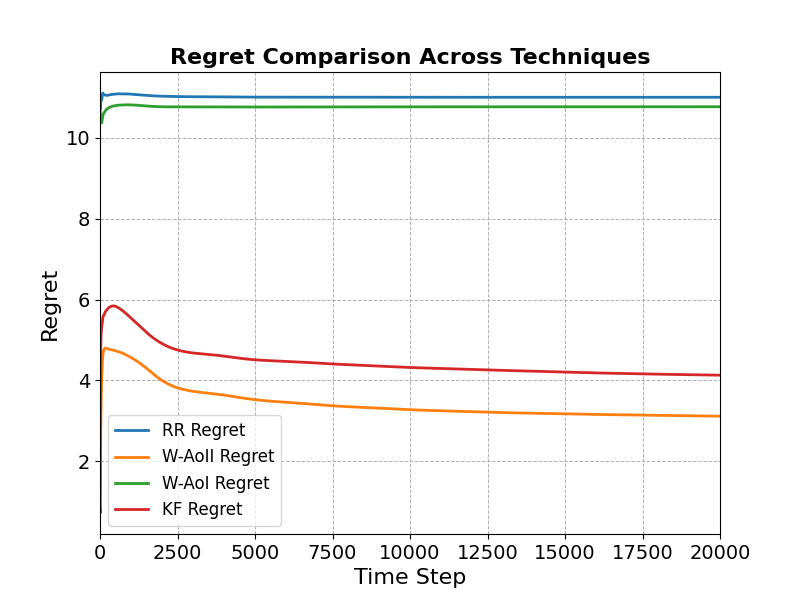 Regret Comparison Across Techniques
Regret
10
8
6
4
2
RR Regret
W-AoII Regret
W-AoI Regret
KF Regret
0 2500 5000 7500 10000 12500 15000 17500 20000
Time Step